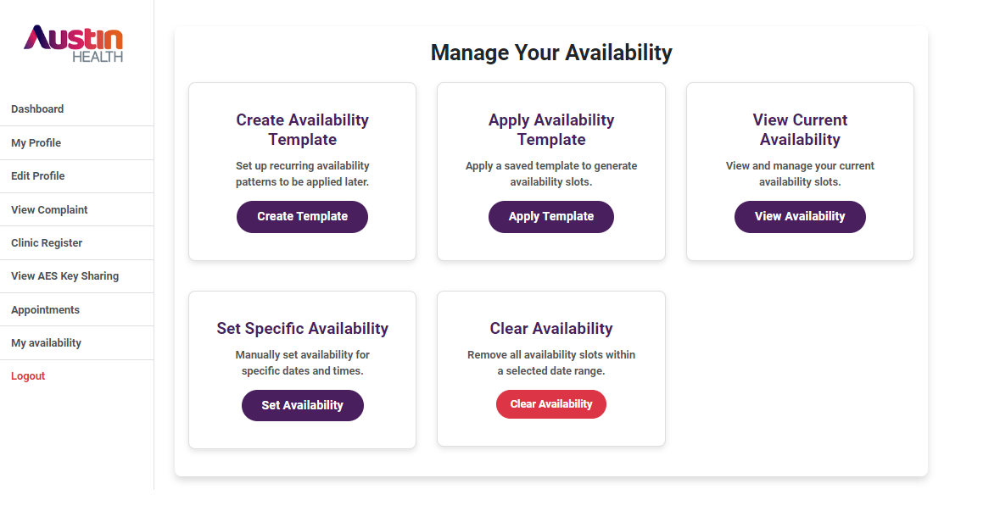 Austin
HEALTH
Dashboard
My Profile
Edit Profile
View Complaint
Clinic Register
View AES Key Sharing
Appointments
My availability
Logout
Manage Your Availability
Create Availability
Template
Set up recurring availability
patterns to be applied later.
Create Template
Apply Availability
Template
Apply a saved template to generate
availability slots.
Apply Template
View Current
Availability
View and manage your current
availability slots.
View Availability
Set Specific Availability
Manually set availability for
specific dates and times.
Set Availability
Clear Availability
Remove all availability slots within
a selected date range.
Clear Availability